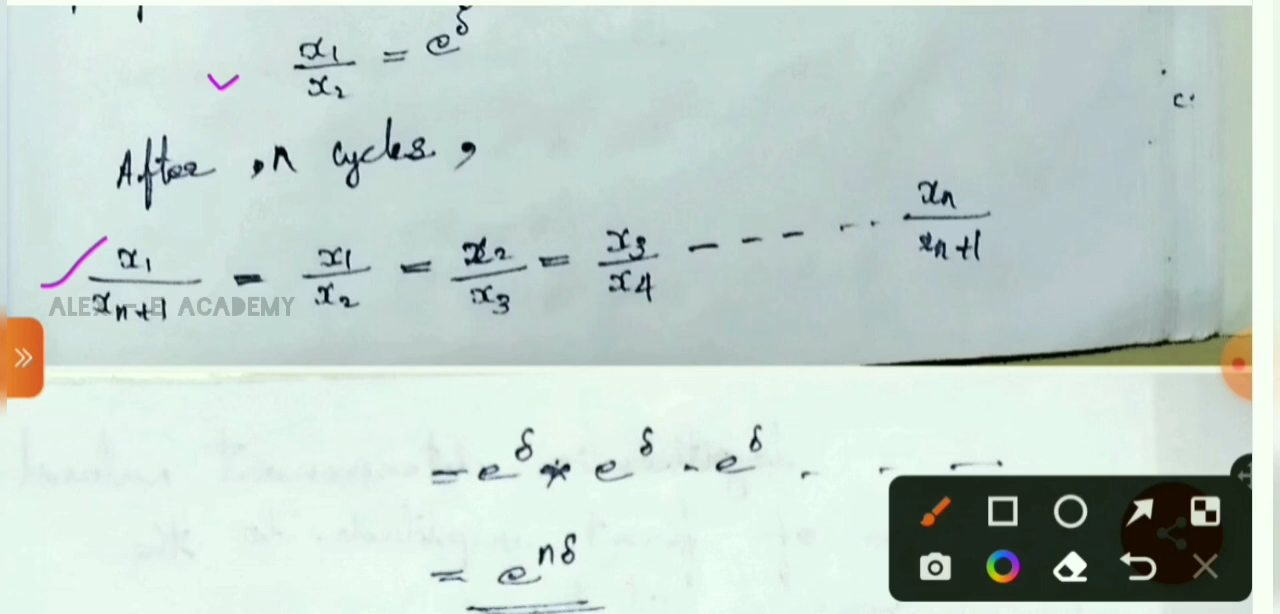 x₁/x₂ = e^δ
After n cycles,
x₁/xₙ₊₁ = x₁/x₂ = x₂/x₃ = x₃/x₄ - - - - - - xₙ/xₙ+1
ALEX E ACADEMY
= e^δ * e^δ . e^δ . . —
= e^nδ